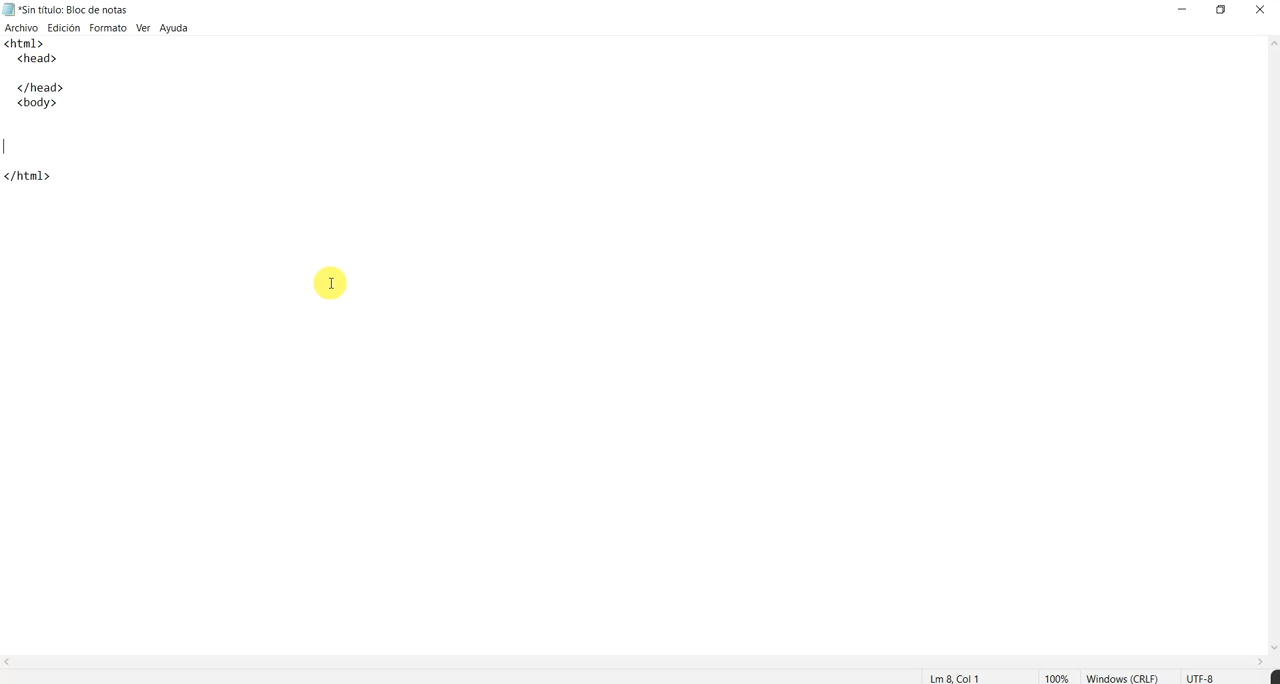 *Sin título: Bloc de notas
Archivo Edición Formato Ver Ayuda
<html>
<head>
</head>
<body>
</html>
Lm 8, Col 1 100% Windows (CRLF) UTF-8